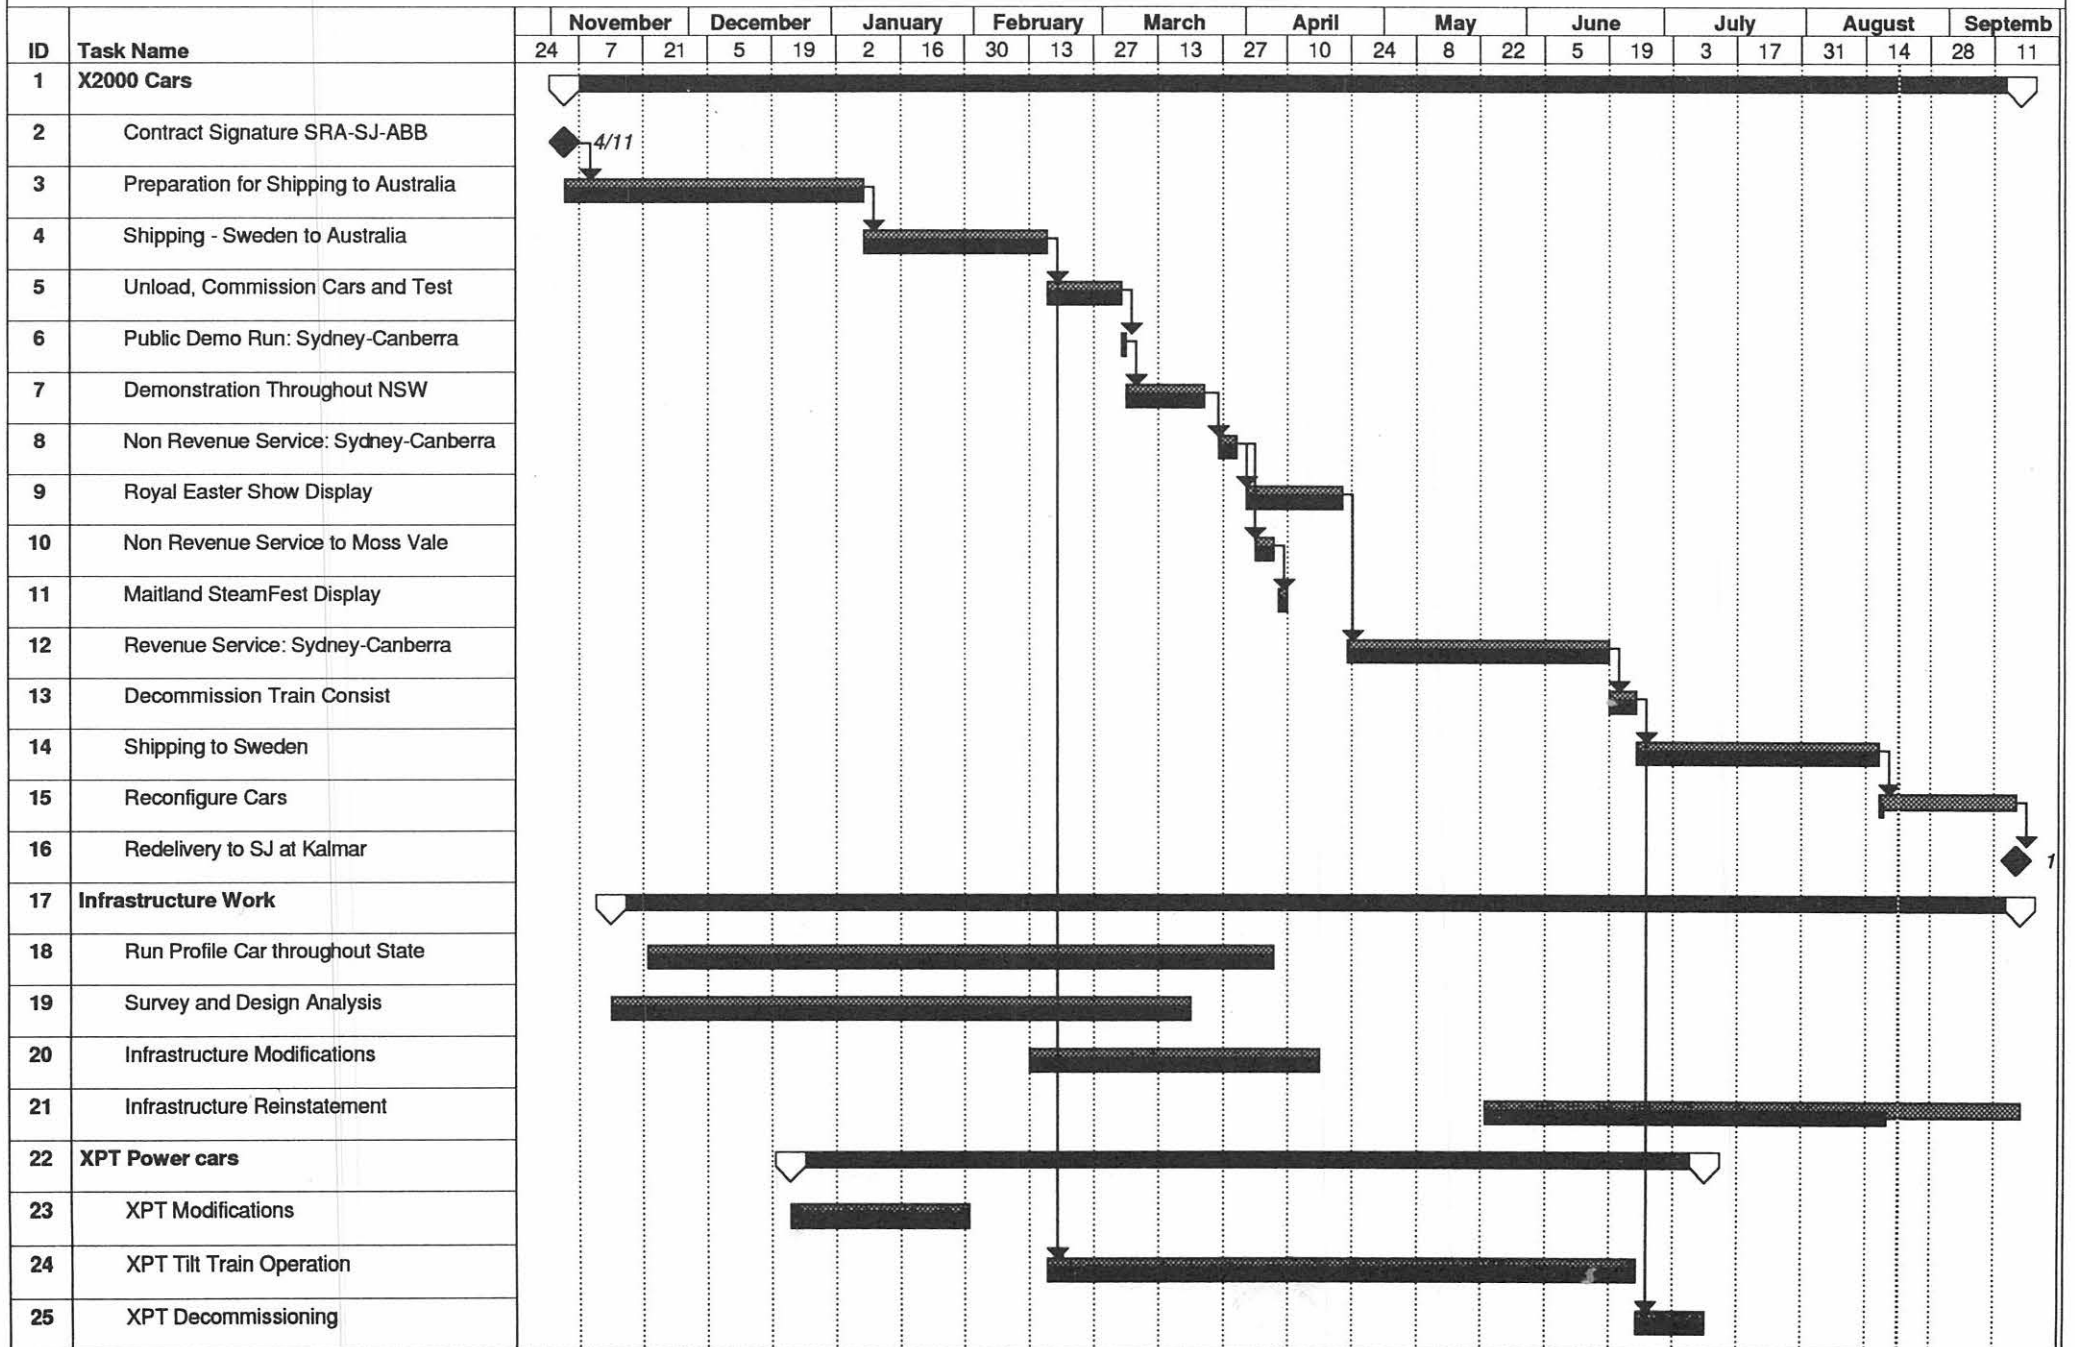 November December January February March April May June July August Septemb
ID Task Name 24 7 21 5 19 2 16 30 13 27 13 27 10 24 8 22 5 19 3 17 31 14 28 11
1 X2000 Cars
2 Contract Signature SRA-SJ-ABB 4/11
3 Preparation for Shipping to Australia
4 Shipping - Sweden to Australia
5 Unload, Commission Cars and Test
6 Public Demo Run: Sydney-Canberra
7 Demonstration Throughout NSW
8 Non Revenue Service: Sydney-Canberra
9 Royal Easter Show Display
10 Non Revenue Service to Moss Vale
11 Maitland SteamFest Display
12 Revenue Service: Sydney-Canberra
13 Decommission Train Consist
14 Shipping to Sweden
15 Reconfigure Cars
16 Redelivery to SJ at Kalmar 1
17 Infrastructure Work
18 Run Profile Car throughout State
19 Survey and Design Analysis
20 Infrastructure Modifications
21 Infrastructure Reinstatement
22 XPT Power cars
23 XPT Modifications
24 XPT Tilt Train Operation
25 XPT Decommissioning